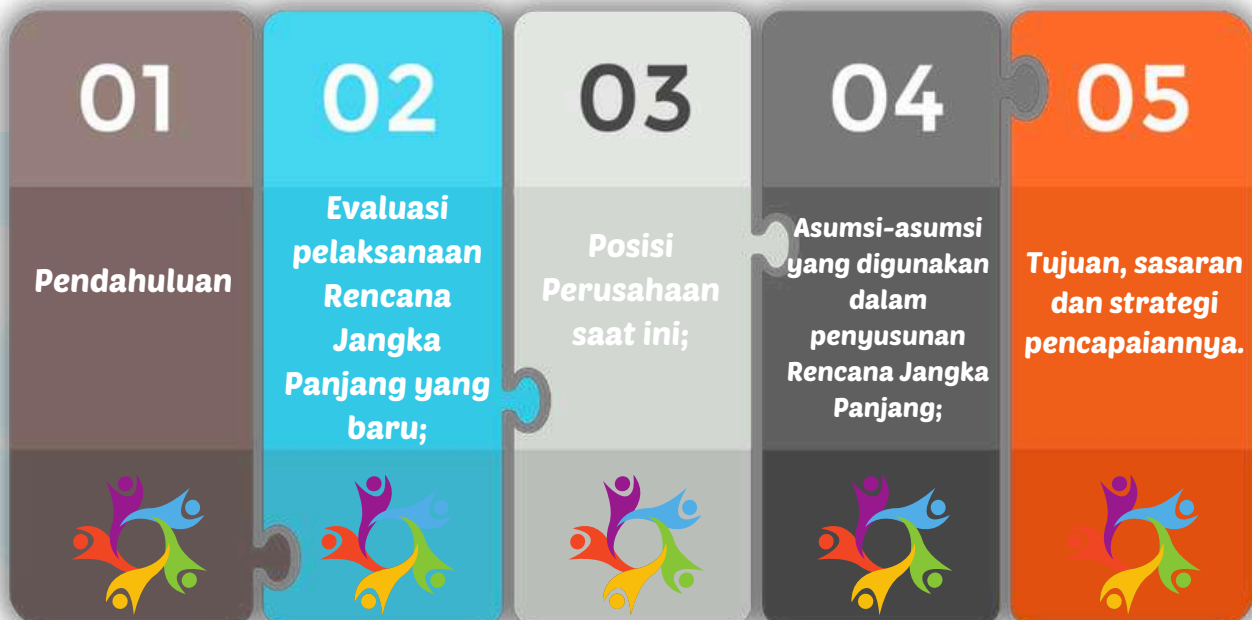 01
Pendahuluan
02
Evaluasi
pelaksanaan
Rencana
Jangka
Panjang yang
baru;
03
Posisi
Perusahaan
saat ini;
04
Asumsi-asumsi
yang digunakan
dalam
penyusunan
Rencana Jangka
Panjang;
05
Tujuan, sasaran
dan strategi
pencapaiannya.